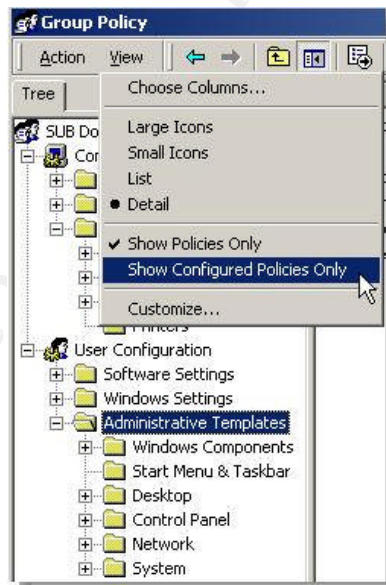 Group Policy
Action View
Tree
Choose Columns...
SUB Do
Large Icons
Con
Small Icons
List
Detail
Show Policies Only
Show Configured Policies Only
Customize...
Printers
User Configuration
Software Settings
Windows Settings
Administrative Templates
Windows Components
Start Menu & Taskbar
Desktop
Control Panel
Network
System